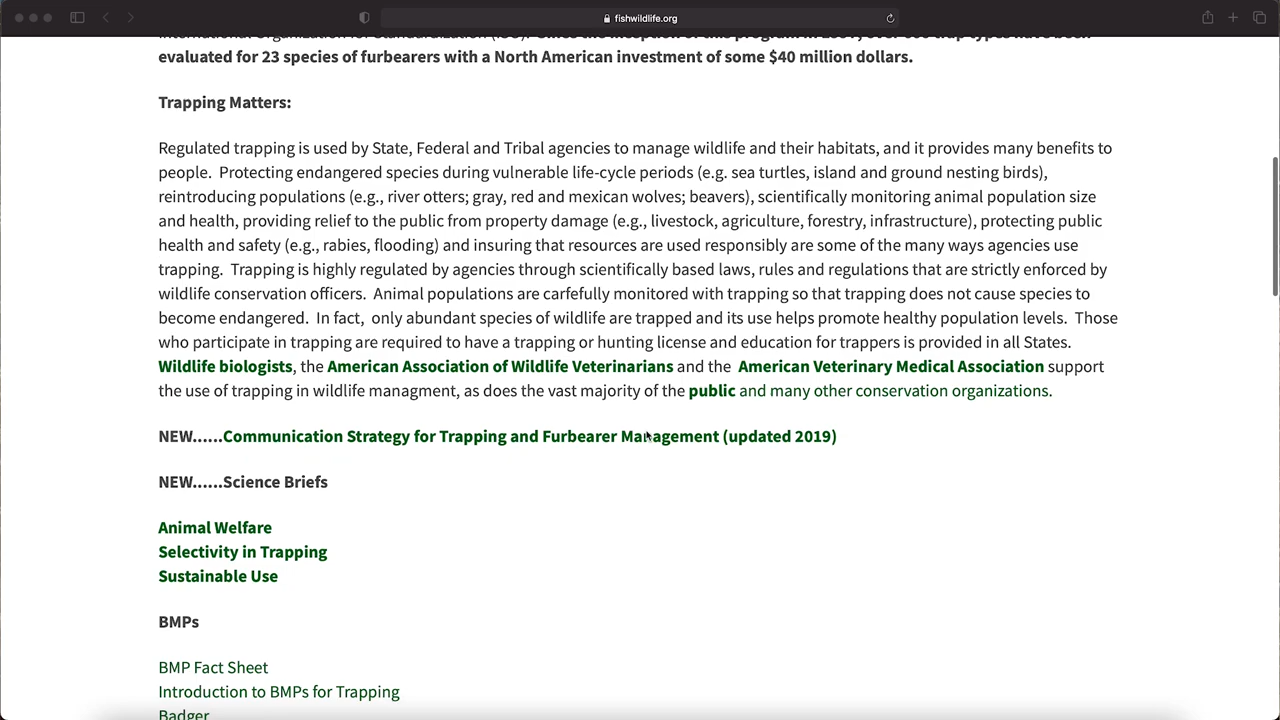 fishwildlife.org
evaluated for 23 species of furbearers with a North American investment of some $40 million dollars.
Trapping Matters:
Regulated trapping is used by State, Federal and Tribal agencies to manage wildlife and their habitats, and it provides many benefits to
people.  Protecting endangered species during vulnerable life-cycle periods (e.g. sea turtles, island and ground nesting birds),
reintroducing populations (e.g., river otters; gray, red and mexican wolves; beavers), scientifically monitoring animal population size
and health, providing relief to the public from property damage (e.g., livestock, agriculture, forestry, infrastructure), protecting public
health and safety (e.g., rabies, flooding) and insuring that resources are used responsibly are some of the many ways agencies use
trapping.  Trapping is highly regulated by agencies through scientifically based laws, rules and regulations that are strictly enforced by
wildlife conservation officers.  Animal populations are carfefully monitored with trapping so that trapping does not cause species to
become endangered.  In fact,  only abundant species of wildlife are trapped and its use helps promote healthy population levels.  Those
who participate in trapping are required to have a trapping or hunting license and education for trappers is provided in all States.
Wildlife biologists, the American Association of Wildlife Veterinarians and the  American Veterinary Medical Association support
the use of trapping in wildlife managment, as does the vast majority of the public and many other conservation organizations.
NEW......Communication Strategy for Trapping and Furbearer Management (updated 2019)
NEW......Science Briefs
Animal Welfare
Selectivity in Trapping
Sustainable Use
BMPs
BMP Fact Sheet
Introduction to BMPs for Trapping
Badger